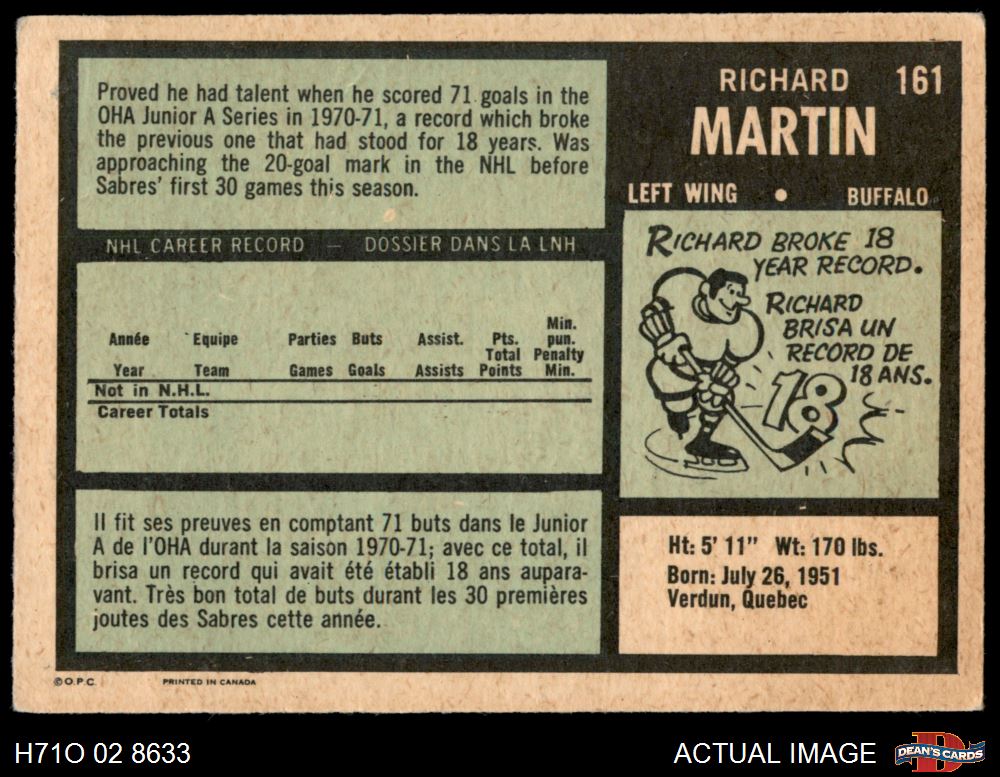 Proved he had talent when he scored 71 goals in the
OHA Junior A Series in 1970-71, a record which broke
the previous one that had stood for 18 years. Was
approaching the 20-goal mark in the NHL before
Sabres' first 30 games this season.
RICHARD 161
MARTIN
LEFT WING • BUFFALO
NHL CAREER RECORD — DOSSIER DANS LA LNH
Année Equipe Parties Buts Assist. Pts. Min. pun.
Year Team Games Goals Assists Total Points Penalty Min.
Not in N.H.L.
Career Totals
RICHARD BROKE 18
YEAR RECORD.
RICHARD
BRISA UN
RECORD DE
18 ANS.
18
Il fit ses preuves en comptant 71 buts dans le Junior
A de l'OHA durant la saison 1970-71; avec ce total, il
brisa un record qui avait été établi 18 ans aupara-
vant. Très bon total de buts durant les 30 premières
joutes des Sabres cette année.
Ht: 5' 11" Wt: 170 lbs.
Born: July 26, 1951
Verdun, Quebec
©O.P.C. PRINTED IN CANADA
H71O 02 8633 ACTUAL IMAGE DEAN'S CARDS